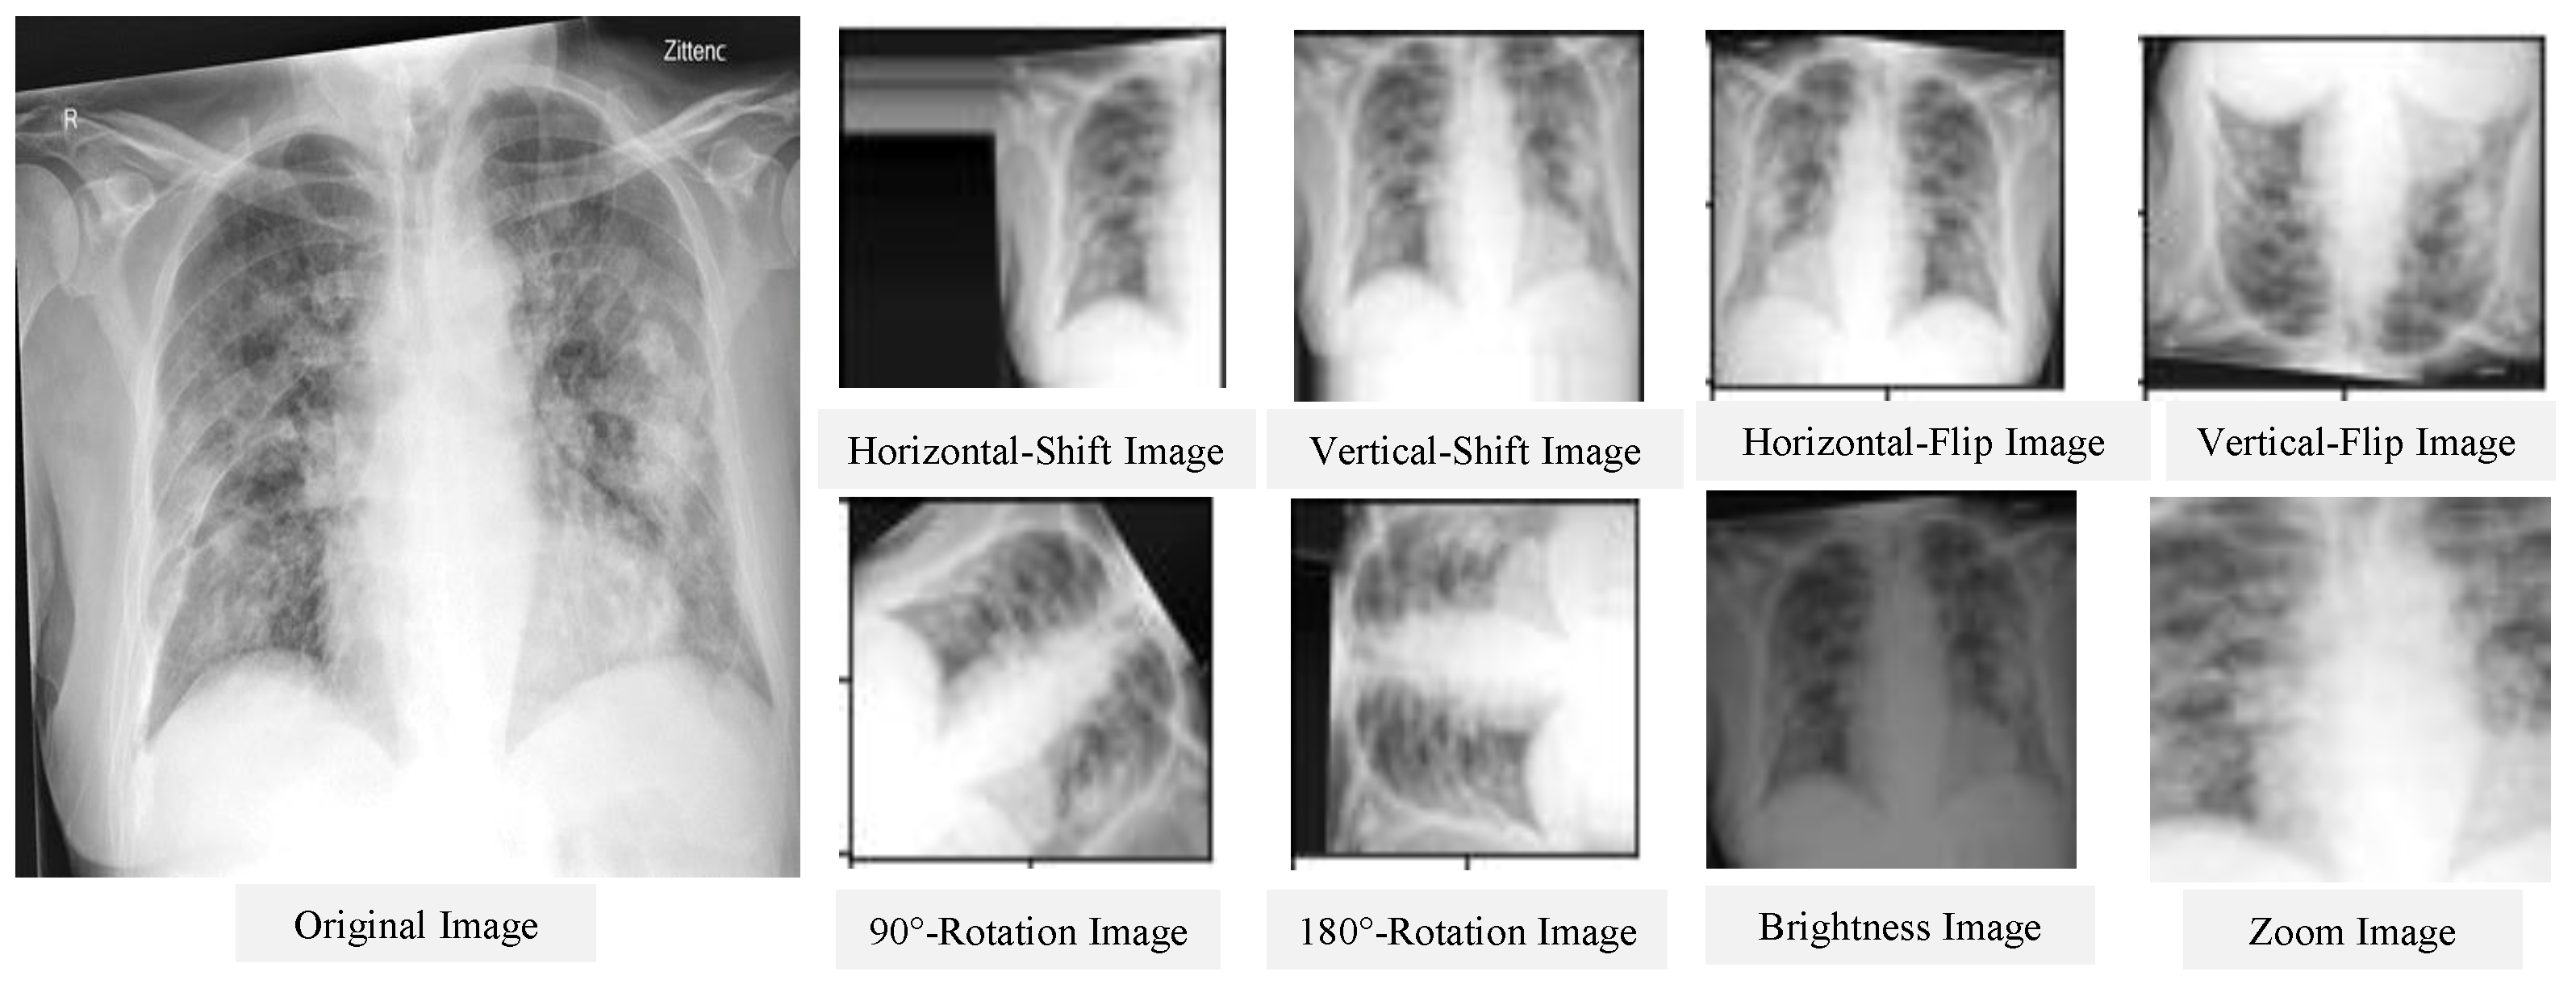 Zittenc
R
Horizontal-Shift Image
Vertical-Shift Image
Horizontal-Flip Image
Vertical-Flip Image
Original Image
90°-Rotation Image
180°-Rotation Image
Brightness Image
Zoom Image